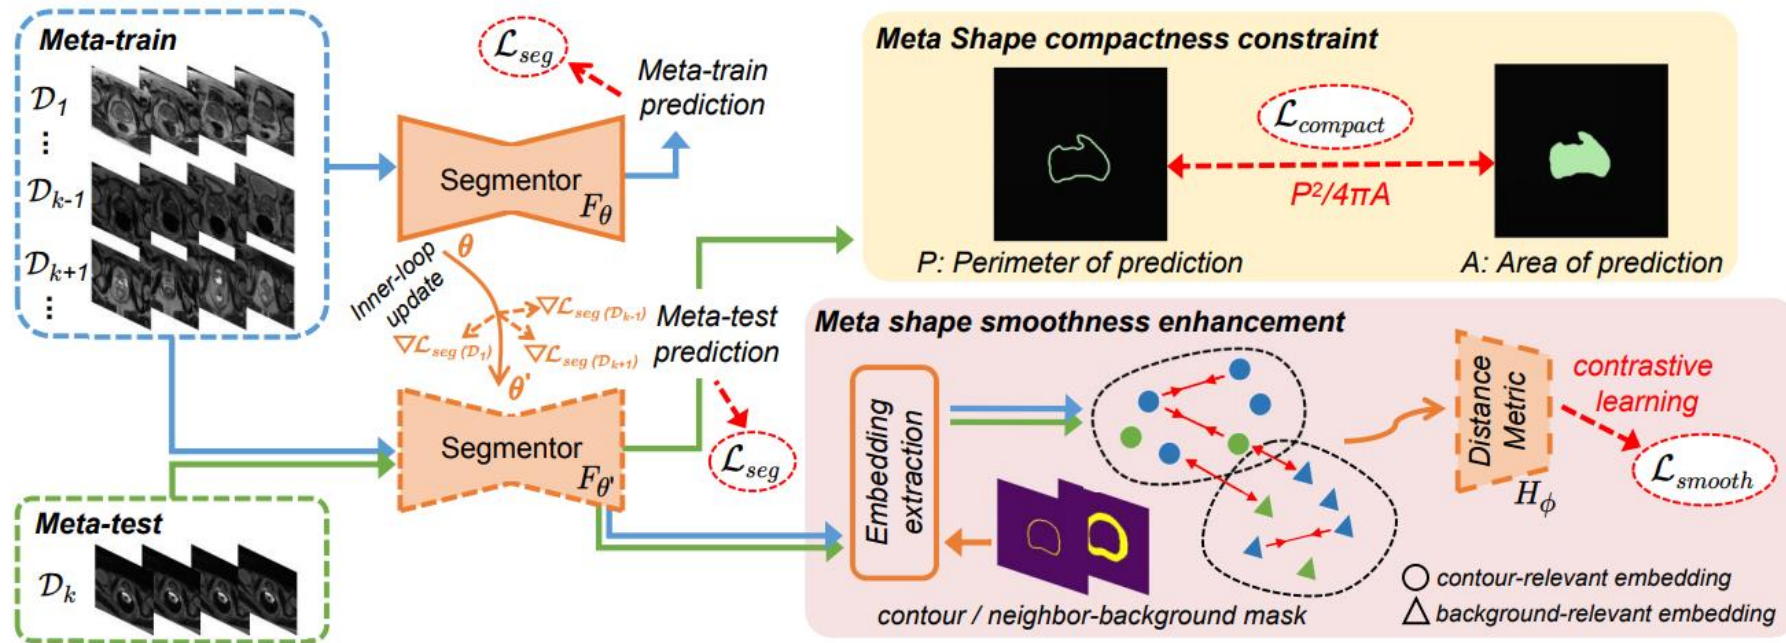 Meta-train
𝒟1
...
𝒟k-1
𝒟k+1
...
Meta-test
𝒟k
ℒseg
Meta-train
prediction
Segmentor
Fθ
θ
Inner-loop
update
∇ℒseg (𝒟k-1)
∇ℒseg (𝒟1)
∇ℒseg (𝒟k+1)
θ'
Segmentor
Fθ'
Meta-test
prediction
ℒseg
Meta Shape compactness constraint
ℒcompact
P²/4πA
P: Perimeter of prediction
A: Area of prediction
Meta shape smoothness enhancement
Embedding
extraction
contour / neighbor-background mask
Distance
Metric
Hϕ
contrastive
learning
ℒsmooth
contour-relevant embedding
background-relevant embedding